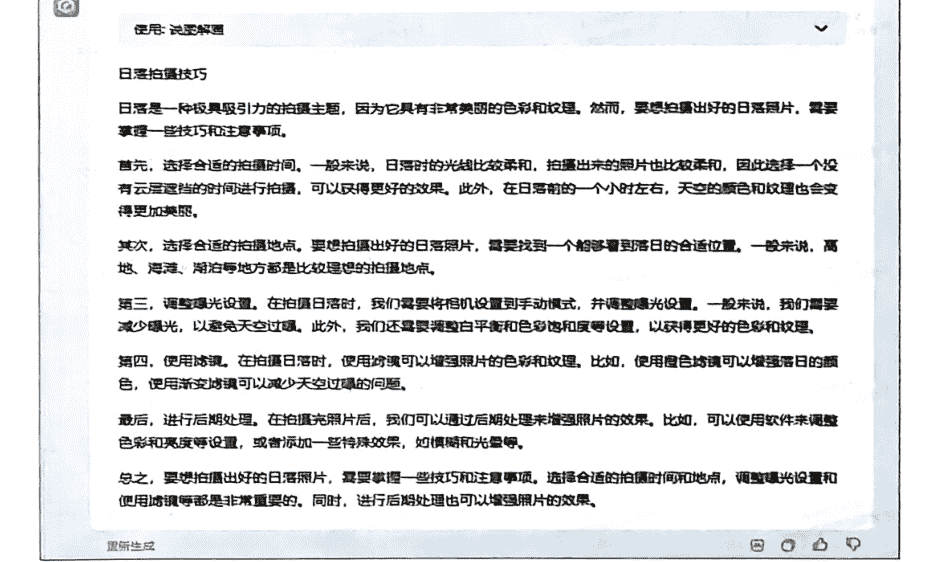 使用: 说图解画
日落拍摄技巧
日落是一种极具吸引力的拍摄主题，因为它具有非常美丽的色彩和纹理。然而，要想拍摄出好的日落照片，需要
掌握一些技巧和注意事项。
首先，选择合适的拍摄时间。一般来说，日落时的光线比较柔和，拍摄出来的照片也比较柔和，因此选择一个没
有云层遮挡的时间进行拍摄，可以获得更好的效果。此外，在日落前的一个小时左右，天空的颜色和纹理也会变
得更加美丽。
其次，选择合适的拍摄地点。要想拍摄出好的日落照片，需要找到一个能够看到落日的合适位置。一般来说，高
地、海滩、湖泊等地方都是比较理想的拍摄地点。
第三，调整曝光设置。在拍摄日落时，我们需要将相机设置到手动模式，并调整曝光设置。一般来说，我们需要
减少曝光，以避免天空过曝。此外，我们还需要调整白平衡和色彩饱和度等设置，以获得更好的色彩和纹理。
第四，使用滤镜。在拍摄日落时，使用滤镜可以增强照片的色彩和纹理。比如，使用橙色滤镜可以增强落日的颜
色，使用渐变滤镜可以减少天空过曝的问题。
最后，进行后期处理。在拍摄完照片后，我们可以通过后期处理来增强照片的效果。比如，可以使用软件来调整
色彩和亮度等设置，或者添加一些特殊效果，如模糊和光晕等。
总之，要想拍摄出好的日落照片，需要掌握一些技巧和注意事项。选择合适的拍摄时间和地点，调整曝光设置和
使用滤镜等都是非常重要的。同时，进行后期处理也可以增强照片的效果。
重新生成